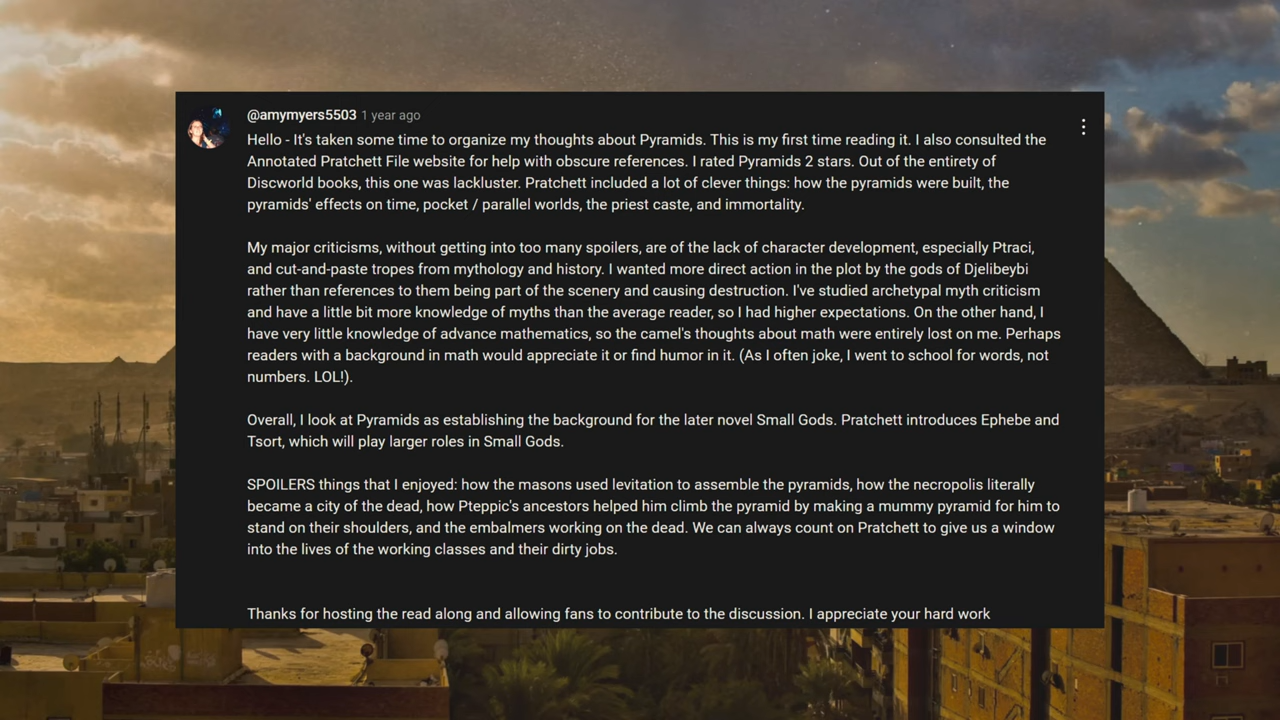 @amymyers5503 1 year ago
Hello - It's taken some time to organize my thoughts about Pyramids. This is my first time reading it. I also consulted the
Annotated Pratchett File website for help with obscure references. I rated Pyramids 2 stars. Out of the entirety of
Discworld books, this one was lackluster. Pratchett included a lot of clever things: how the pyramids were built, the
pyramids' effects on time, pocket / parallel worlds, the priest caste, and immortality.
My major criticisms, without getting into too many spoilers, are of the lack of character development, especially Ptraci,
and cut-and-paste tropes from mythology and history. I wanted more direct action in the plot by the gods of Djelibeybi
rather than references to them being part of the scenery and causing destruction. I've studied archetypal myth criticism
and have a little bit more knowledge of myths than the average reader, so I had higher expectations. On the other hand, I
have very little knowledge of advance mathematics, so the camel's thoughts about math were entirely lost on me. Perhaps
readers with a background in math would appreciate it or find humor in it. (As I often joke, I went to school for words, not
numbers. LOL!).
Overall, I look at Pyramids as establishing the background for the later novel Small Gods. Pratchett introduces Ephebe and
Tsort, which will play larger roles in Small Gods.
SPOILERS things that I enjoyed: how the masons used levitation to assemble the pyramids, how the necropolis literally
became a city of the dead, how Pteppic's ancestors helped him climb the pyramid by making a mummy pyramid for him to
stand on their shoulders, and the embalmers working on the dead. We can always count on Pratchett to give us a window
into the lives of the working classes and their dirty jobs.
Thanks for hosting the read along and allowing fans to contribute to the discussion. I appreciate your hard work